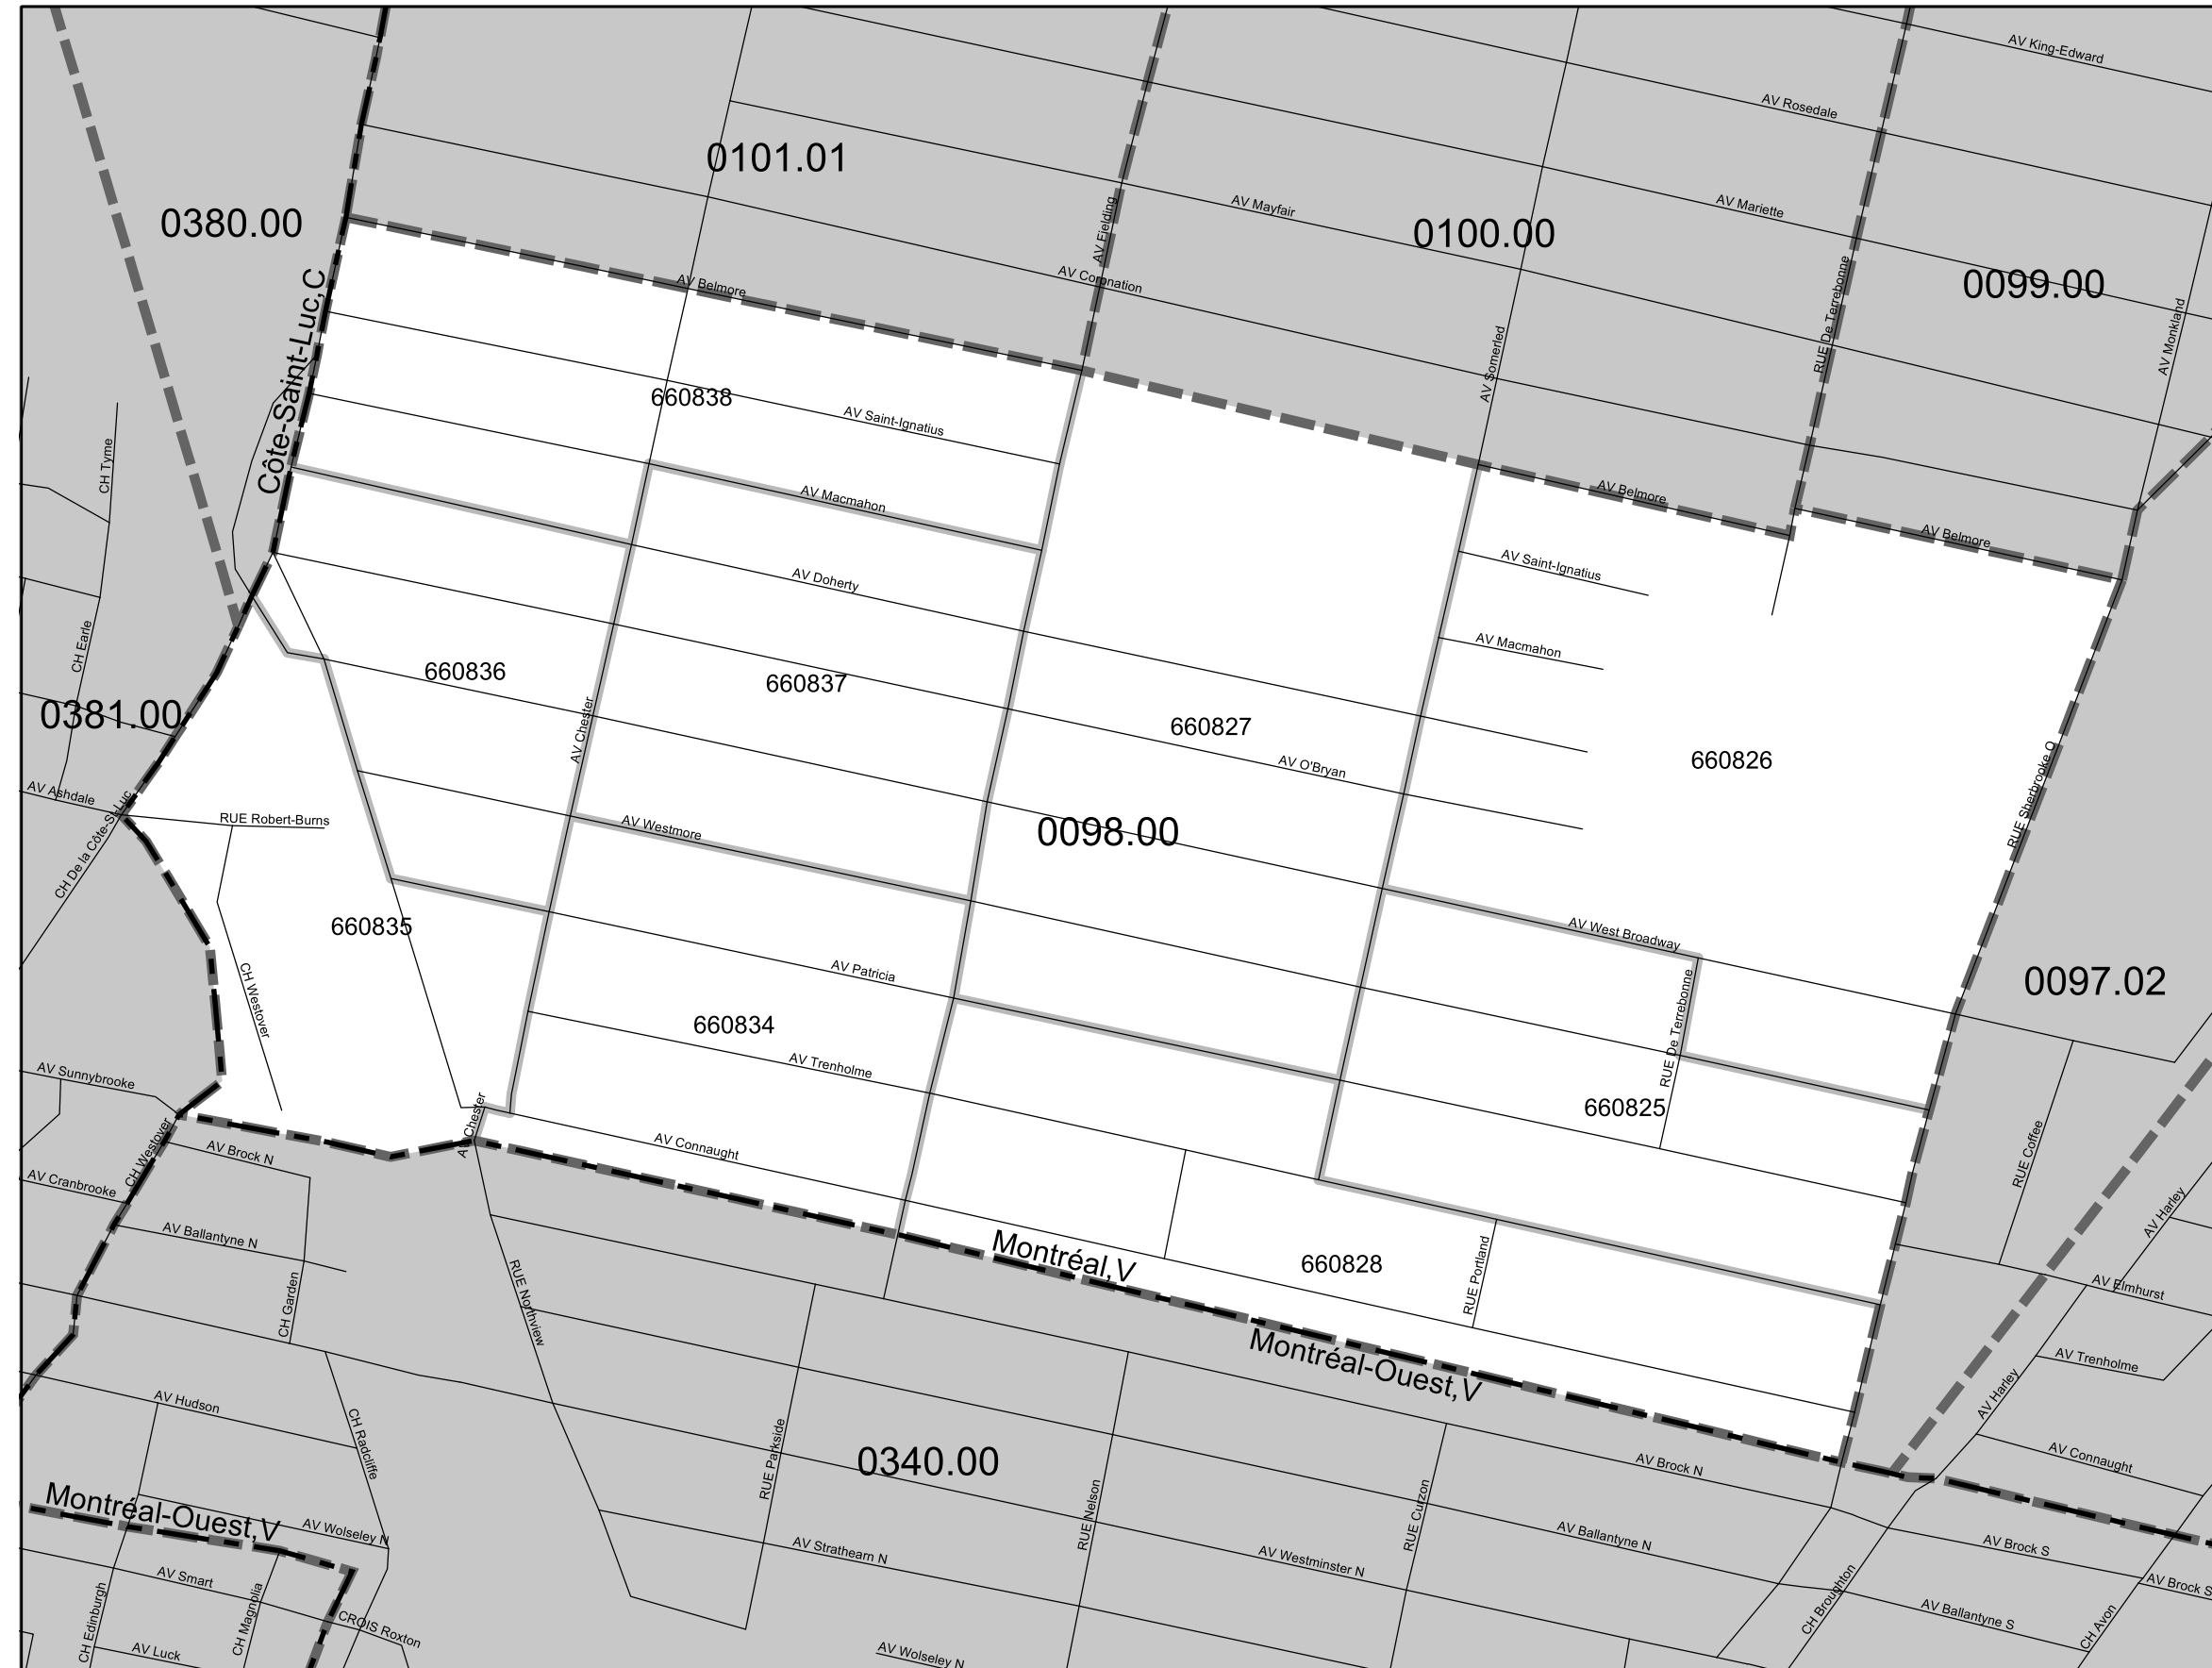 AV King-Edward
AV Rosedale
0101.01
AV Mayfair
AV Mariette
0380.00
AV Fielding
0100.00
AV Coronation
0099.00
AV Belmore
RUE De Terrebonne
AV Monkland
Côte-Saint-Luc,C
AV Somerled
660838
AV Saint-Ignatius
CH Tyme
AV Macmahon
AV Belmore
AV Belmore
AV Doherty
AV Saint-Ignatius
CH Earle
AV Macmahon
660836
660837
0381.00
AV Chester
660827
AV O'Bryan
660826
AV Ashdale
RUE Robert-Burns
AV Westmore
0098.00
RUE Sherbrooke O
CH De la Côte-St-Luc
660835
AV West Broadway
CH Westover
AV Patricia
0097.02
660834
RUE De Terrebonne
AV Sunnybrooke
AV Trenholme
660825
AV Chester
CH Westover
AV Connaught
RUE Coffee
AV Brock N
AV Cranbrooke
AV Harley
AV Ballantyne N
Montréal,V
660828
RUE Portland
AV Elmhurst
CH Garden
RUE Northview
Montréal-Ouest,V
AV Trenholme
AV Hudson
AV Harley
CH Radcliffe
RUE Parkside
0340.00
AV Brock N
AV Connaught
Montréal-Ouest,V
AV Wolseley N
RUE Nelson
RUE Curzon
AV Strathearn N
AV Westminster N
AV Ballantyne N
AV Brock S
AV Smart
AV Brock S
CH Edinburgh
CH Magnolia
CROIS Roxton
CH Broughton
AV Ballantyne S
CH Avon
AV Luck
AV Wolseley N